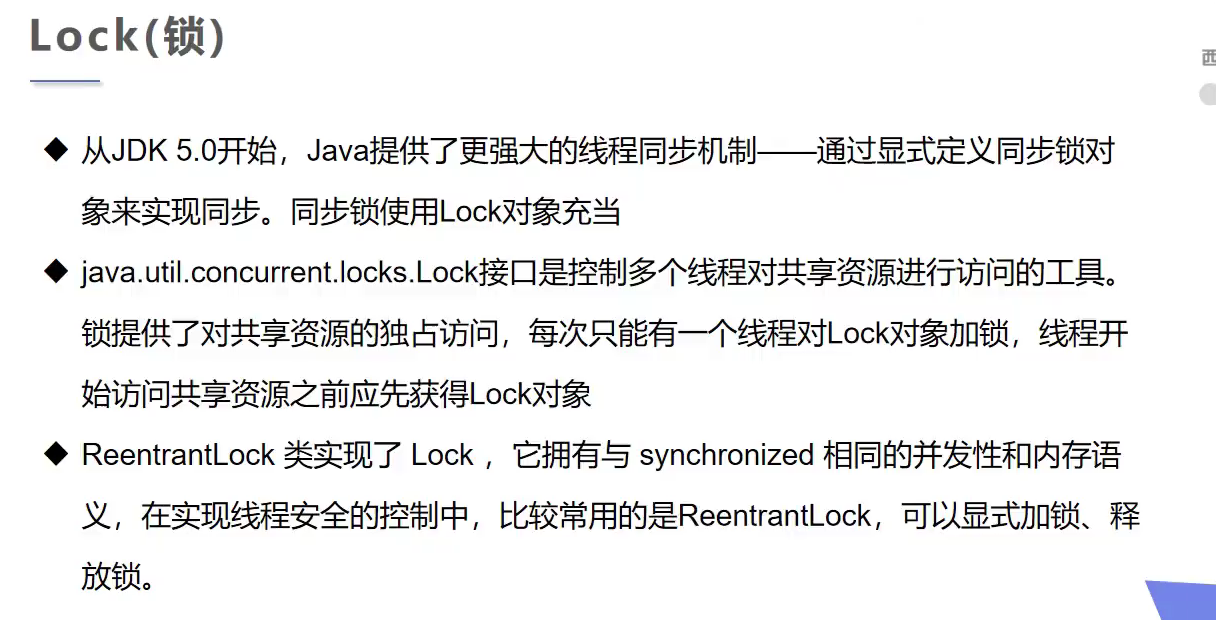 Lock(锁)
西
◆ 从JDK 5.0开始，Java提供了更强大的线程同步机制——通过显式定义同步锁对
象来实现同步。同步锁使用Lock对象充当
◆ java.util.concurrent.locks.Lock接口是控制多个线程对共享资源进行访问的工具。
锁提供了对共享资源的独占访问，每次只能有一个线程对Lock对象加锁，线程开
始访问共享资源之前应先获得Lock对象
◆ ReentrantLock 类实现了 Lock ，它拥有与 synchronized 相同的并发性和内存语
义，在实现线程安全的控制中，比较常用的是ReentrantLock，可以显式加锁、释
放锁。